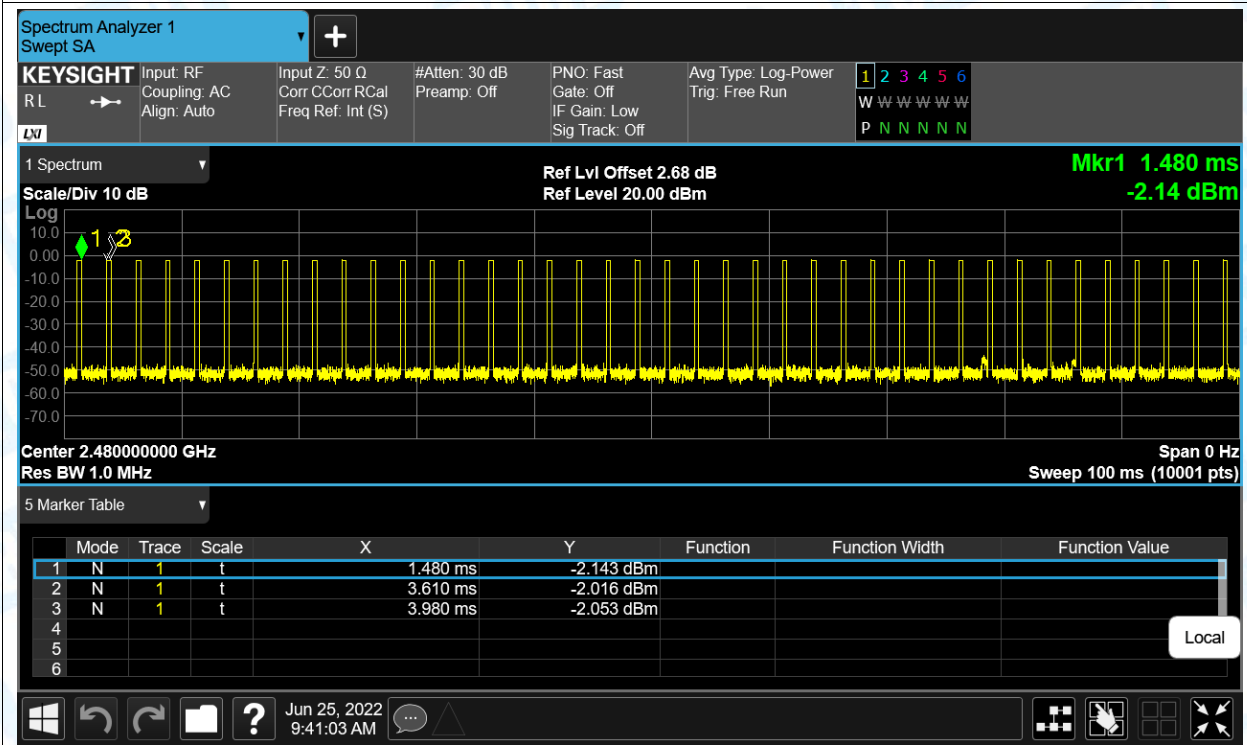 Spectrum Analyzer 1
Swept SA
KEYSIGHT
R L
LXI
Input: RF
Coupling: AC
Align: Auto
Input Z: 50 Ω
Corr CCorr RCal
Freq Ref: Int (S)
#Atten: 30 dB
Preamp: Off
PNO: Fast
Gate: Off
IF Gain: Low
Sig Track: Off
Avg Type: Log-Power
Trig: Free Run
1 2 3 4 5 6
W W W W W W
P N N N N N
1 Spectrum
Scale/Div 10 dB
Ref Lvl Offset 2.68 dB
Ref Level 20.00 dBm
Mkr1 1.480 ms
-2.14 dBm
Log
10.0
0.00
-10.0
-20.0
-30.0
-40.0
-50.0
-60.0
-70.0
1 2 3
Center 2.480000000 GHz
Res BW 1.0 MHz
Span 0 Hz
Sweep 100 ms (10001 pts)
5 Marker Table
Mode Trace Scale X Y Function Function Width Function Value
1 N 1 t 1.480 ms -2.143 dBm
2 N 1 t 3.610 ms -2.016 dBm
3 N 1 t 3.980 ms -2.053 dBm
4
5
6
Local
?
Jun 25, 2022
9:41:03 AM